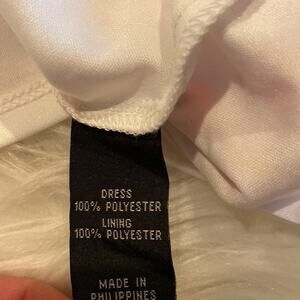 DRESS
100% POLYESTER
LINING
100% POLYESTER
MADE IN
PHILIPPINES